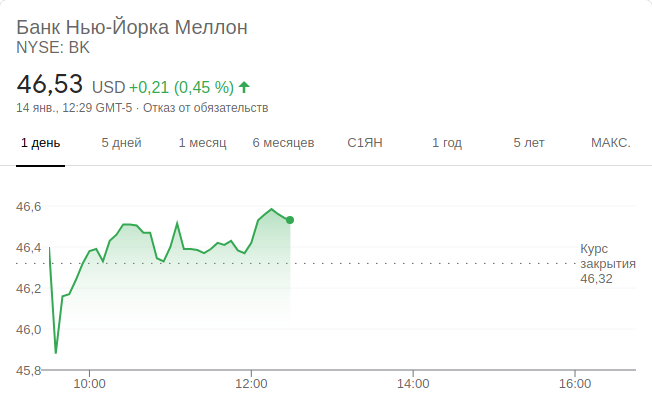 Банк Нью-Йорка Меллон
NYSE: BK
46,53 USD +0,21 (0,45 %)
14 янв., 12:29 GMT-5 · Отказ от обязательств
1 день 5 дней 1 месяц 6 месяцев С1ЯН 1 год 5 лет МАКС.
46,6
46,4
Курс
закрытия
46,32
46,2
46,0
45,8
10:00 12:00 14:00 16:00